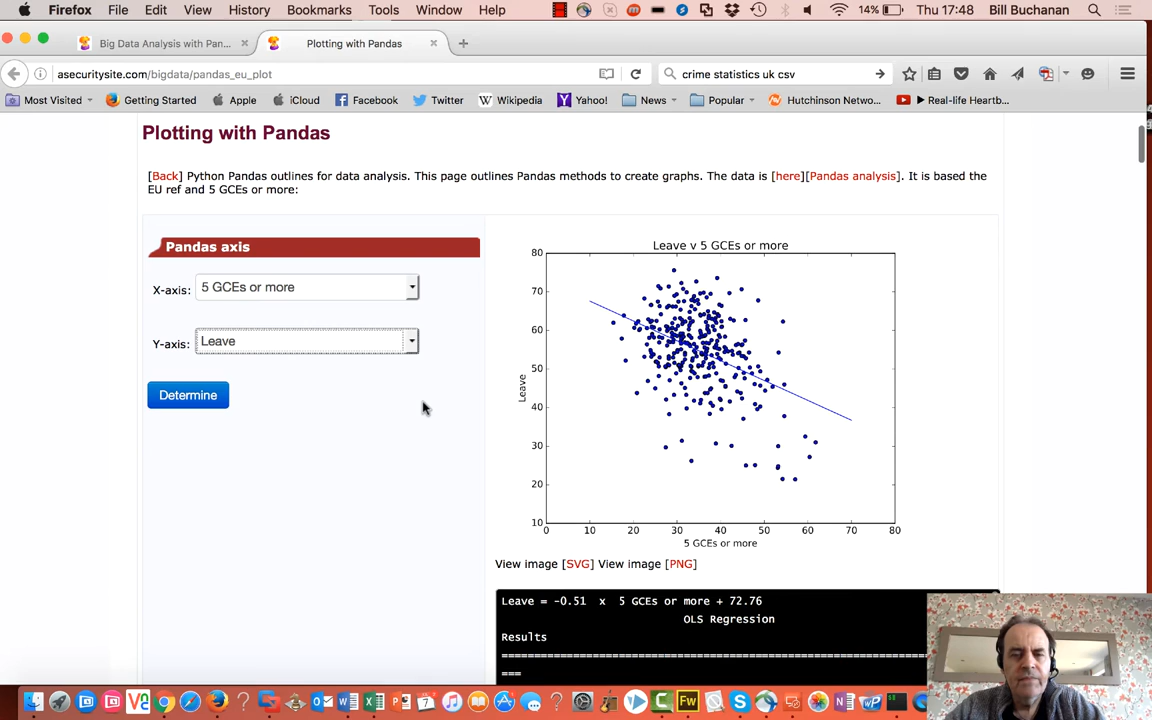 Firefox File Edit View History Bookmarks Tools Window Help 14% Thu 17:48 Bill Buchanan
Big Data Analysis with Pan... × Plotting with Pandas × +
asecuritysite.com/bigdata/pandas_eu_plot crime statistics uk csv
Most Visited Getting Started Apple iCloud Facebook Twitter Wikipedia Yahoo! News Popular Hutchinson Netwo... Real-life Heartb...
Plotting with Pandas
[Back] Python Pandas outlines for data analysis. This page outlines Pandas methods to create graphs. The data is [here][Pandas analysis]. It is based the
EU ref and 5 GCEs or more:
Pandas axis
X-axis: 5 GCEs or more
Y-axis: Leave
Determine
Leave v 5 GCEs or more
80
70
60
50
40
30
20
10
Leave
0 10 20 30 40 50 60 70 80
5 GCEs or more
View image [SVG] View image [PNG]
Leave = -0.51 x 5 GCEs or more + 72.76
OLS Regression
Results
===